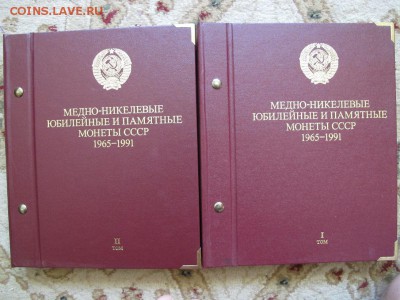 COINS.LAVE.RU
МЕДНО-НИКЕЛЕВЫЕ
ЮБИЛЕЙНЫЕ И ПАМЯТНЫЕ
МОНЕТЫ СССР
1965–1991
II
ТОМ
МЕДНО-НИКЕЛЕВЫЕ
ЮБИЛЕЙНЫЕ И ПАМЯТНЫЕ
МОНЕТЫ СССР
1965–1991
I
ТОМ